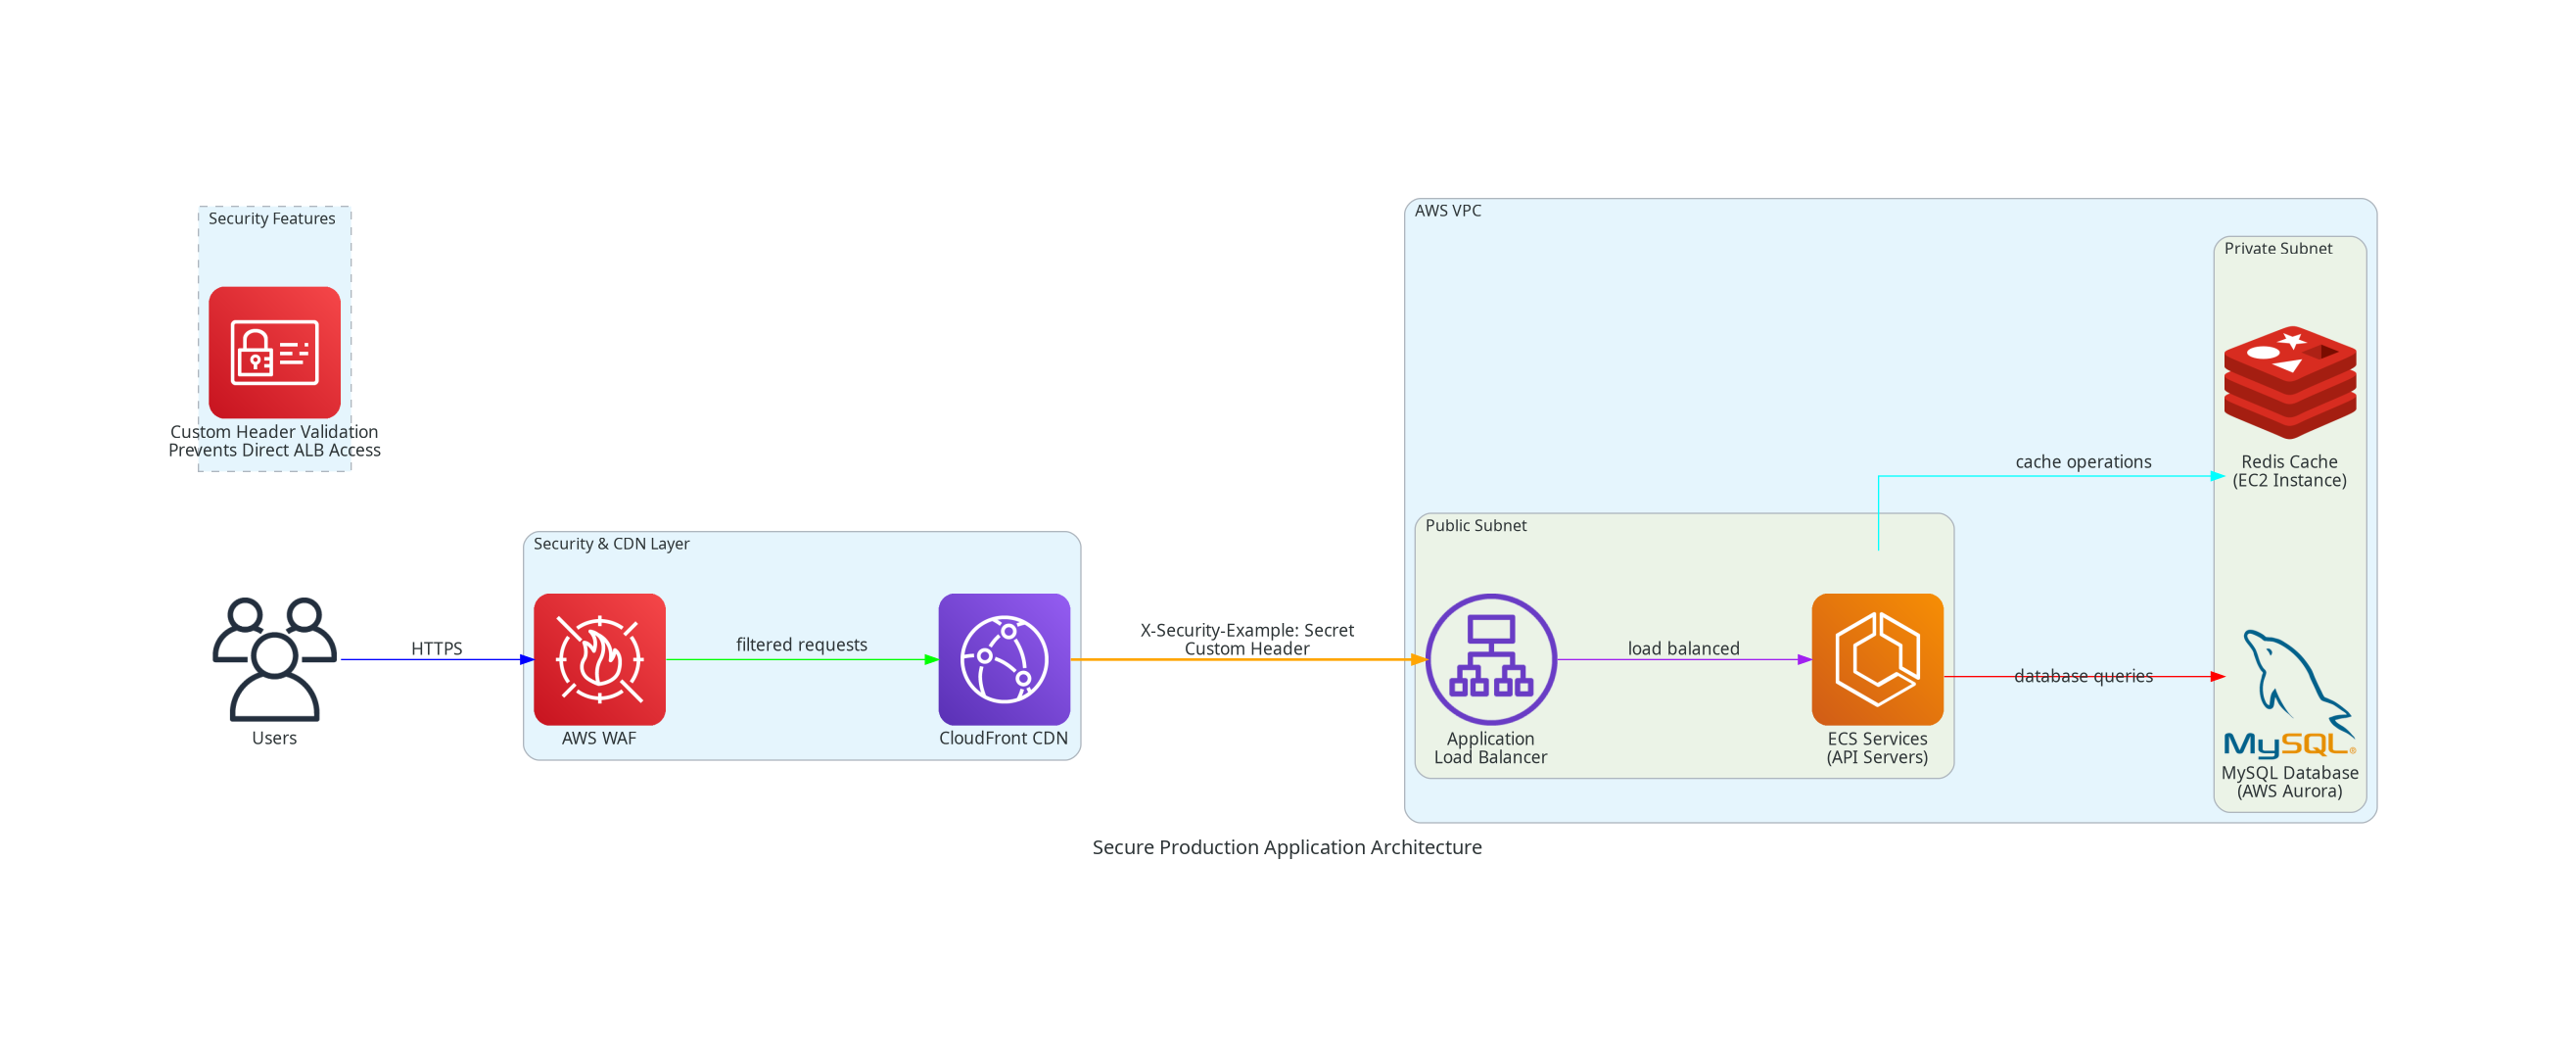 Security Features
Custom Header Validation
Prevents Direct ALB Access
Users
HTTPS
Security & CDN Layer
AWS WAF
filtered requests
CloudFront CDN
X-Security-Example: Secret
Custom Header
AWS VPC
Public Subnet
Application
Load Balancer
load balanced
ECS Services
(API Servers)
cache operations
database queries
Private Subnet
Redis Cache
(EC2 Instance)
MySQL®
MySQL Database
(AWS Aurora)
Secure Production Application Architecture